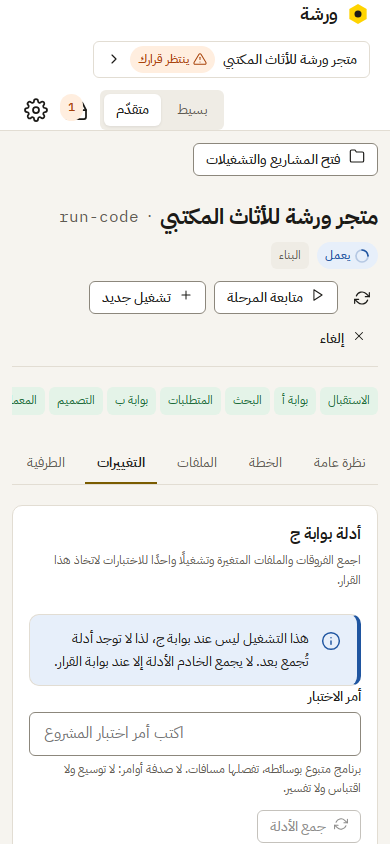 ورشة
متجر ورشة للأثاث المكتبي ينتظر قرارك
بسيط متقدّم 1
فتح المشاريع والتشغيلات
متجر ورشة للأثاث المكتبي · run-code
يعمل البناء
متابعة المرحلة تشغيل جديد
إلغاء
الاستقبال بوابة أ البحث المتطلبات بوابة ب التصميم المعم
نظرة عامة الخطة الملفات التغييرات الطرفية
أدلة بوابة ج
اجمع الفروقات والملفات المتغيرة وتشغيلًا واحدًا للاختبارات لاتخاذ هذا
القرار.
هذا التشغيل ليس عند بوابة ج، لذا لا توجد أدلة
تُجمع بعد. لا يجمع الخادم الأدلة إلا عند بوابة القرار.
أمر الاختبار
اكتب أمر اختبار المشروع
برنامج متبوع بوسائطه، تفصلها مسافات. لا صدفة أوامر: لا توسيع ولا
اقتباس ولا تفسير.
جمع الأدلة